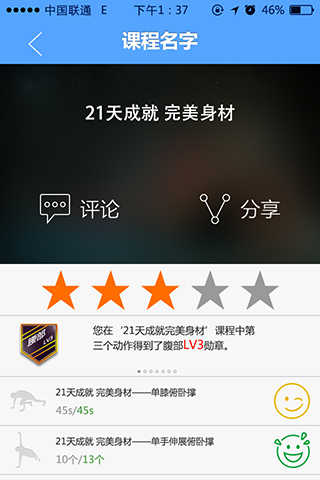 中国联通 E 下午1:37 46%
课程名字
21天成就 完美身材
评论 分享
腹部
LV3
您在‘21天成就完美身材’课程中第
三个动作得到了腹部LV3勋章。
21天成就 完美身材——单膝俯卧撑
45s/45s
21天成就 完美身材——单手伸展俯卧撑
10个/13个